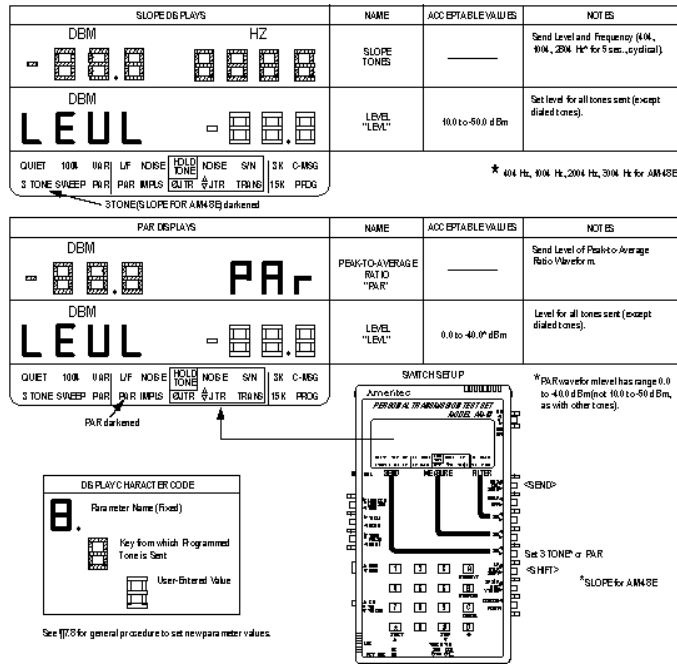 SLOPE DISPLAYS NAME ACCEPTABLE VALUES NOTES
DBM HZ
SLOPE TONES
Send Level and Frequency (404, 1004, 2804 Hz* for 5 sec., cyclical).
DBM
LEUL
LEVEL "LEVL"
10.0 to -50.0 dBm
Set level for all tones sent (except dialed tones).
QUIET 100% VAR L/F NOISE HOLD TONE NOISE S/N 3K C-MSG
3 TONE SWEEP PAR PAR IMPLS JTR TRANS 15K PROG
* 404 Hz, 1004 Hz, 2004 Hz, 3004 Hz for AM48E
3 TONE (SLOPE FOR AM48E) darkened
PAR DISPLAYS NAME ACCEPTABLE VALUES NOTES
DBM
PAr
PEAK-TO-AVERAGE RATIO "PAR"
Send Level of Peak-to-Average Ratio Waveform.
DBM
LEUL
LEVEL "LEVL"
0.0 to -40.0* dBm
Level for all tones sent (except dialed tones).
QUIET VAR L/F NOISE HOLD TONE NOISE S/N 3K C-MSG
3 TONE SWEEP PAR PAR IMPLS JTR TRANS 15K PROG
PAR darkened
SWITCH SETUP
* PAR waveform level has range 0.0 to -40.0 dBm (not 10.0 to -50 dBm, as with other tones).
Ameritec
PERSONAL TRANSMISSION TEST SET
SEND MEASURE FILTER
<SEND>
Set 3 TONE* or PAR
<SHIFT>
*SLOPE for AM48E
DISPLAY CHARACTER CODE
Parameter Name (Fixed)
Key from which Programmed Tone is Sent
User-Entered Value
See ¶7.8 for general procedure to set new parameter values.